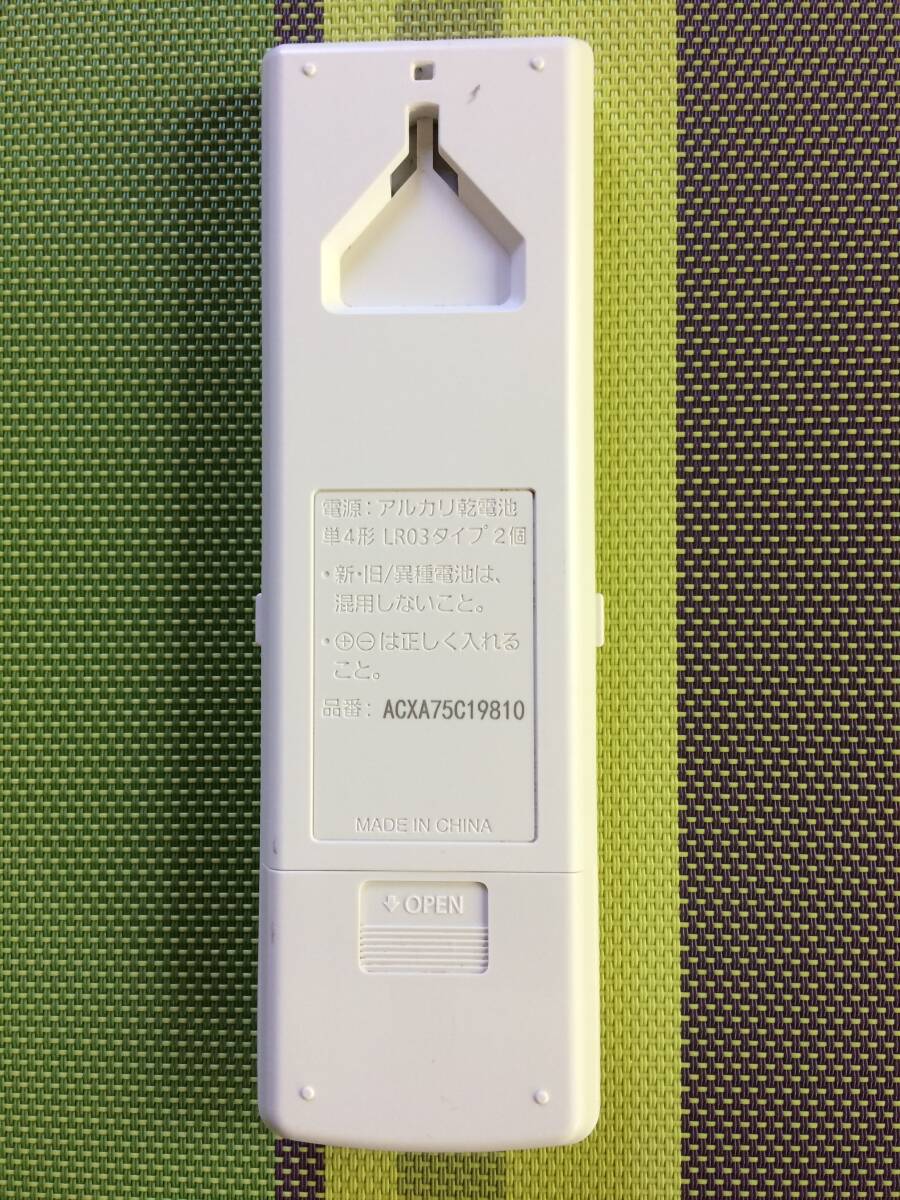 電源：アルカリ乾電池
単4形 LR03タイプ 2個
・新・旧/異種電池は、
混用しないこと。
・⊕⊖は正しく入れる
こと。
品番：ACXA75C19810
MADE IN CHINA
OPEN